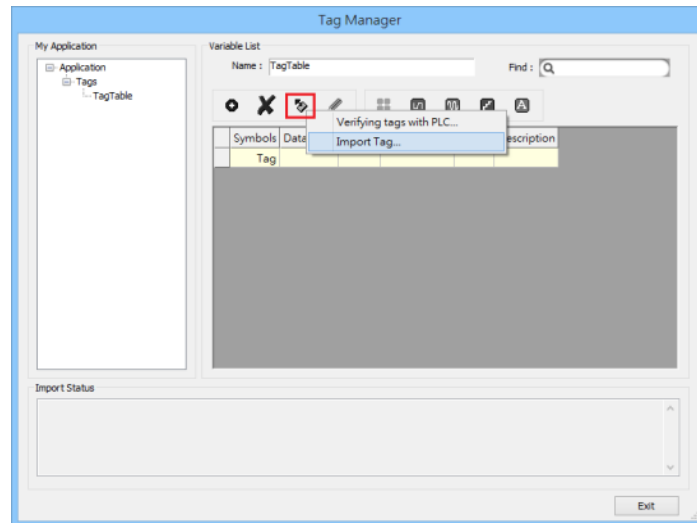 Tag Manager
My Application
Application
Tags
TagTable
Variable List
Name : TagTable
Find :
Verifying tags with PLC...
Import Tag...
Symbols Data escription
Tag
Import Status
Exit